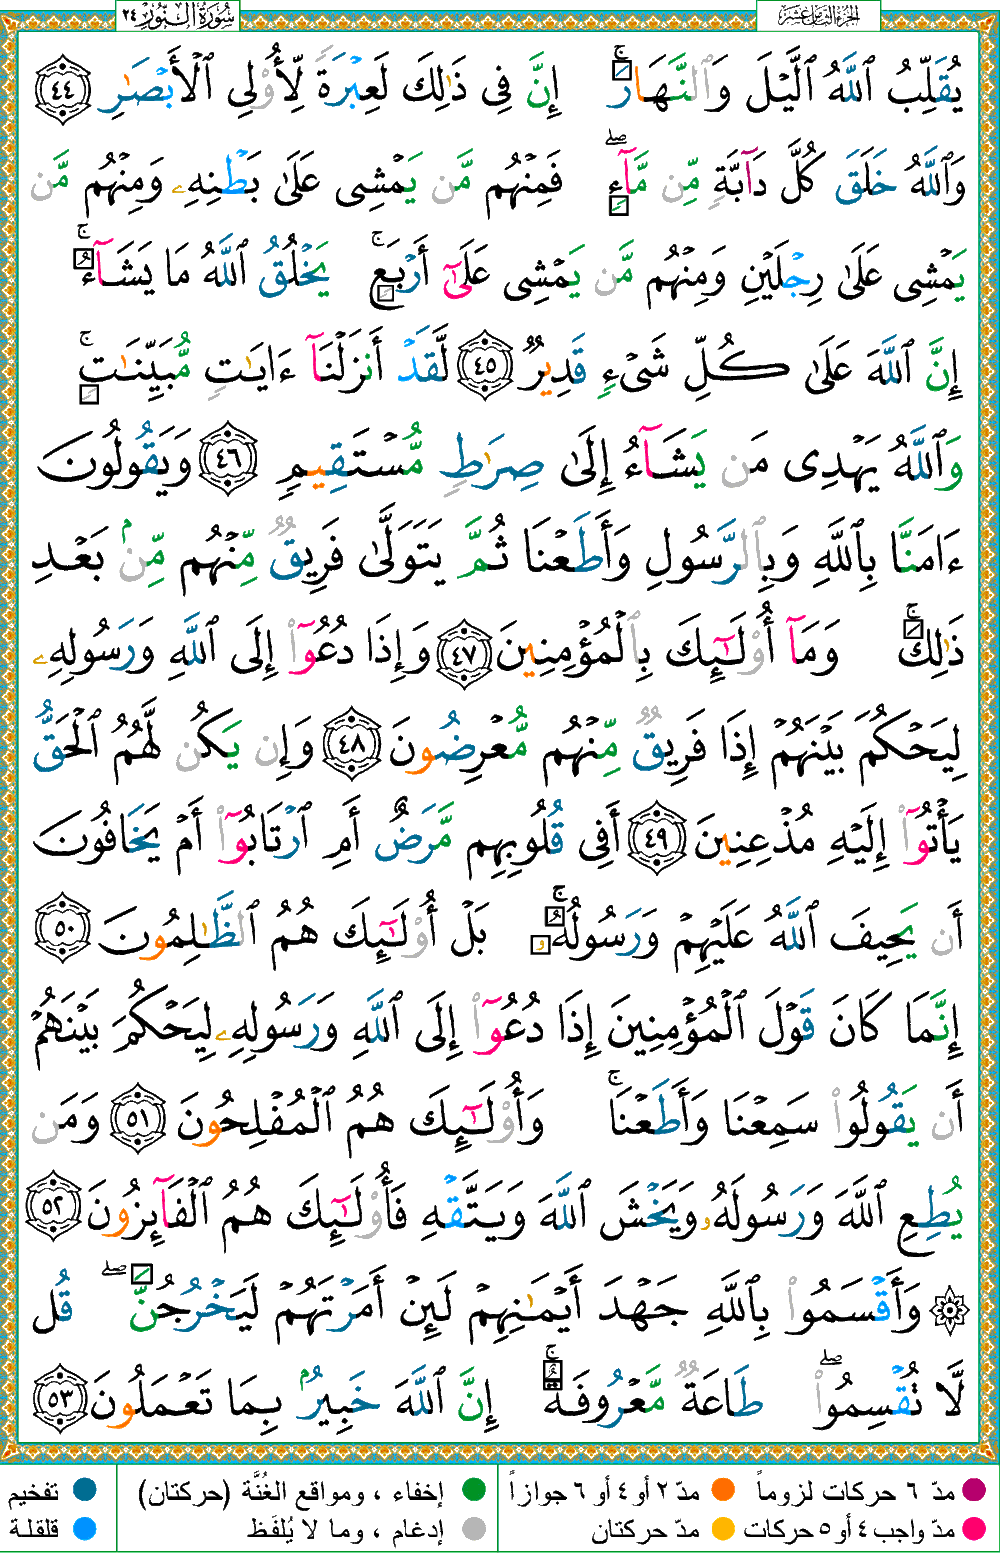 سُورَةُ النُّورِ ٢٤
الجزء الثامن عشر
يُقَلِّبُ ٱللَّهُ ٱلَّيۡلَ وَٱلنَّهَارَۚ إِنَّ فِي ذَٰلِكَ لَعِبۡرَةٗ لِّأُوْلِي ٱلۡأَبۡصَٰرِ ٤٤
وَٱللَّهُ خَلَقَ كُلَّ دَآبَّةٖ مِّن مَّآءٖۖ فَمِنۡهُم مَّن يَمۡشِي عَلَىٰ بَطۡنِهِۦ وَمِنۡهُم مَّن
يَمۡشِي عَلَىٰ رِجۡلَيۡنِ وَمِنۡهُم مَّن يَمۡشِي عَلَىٰٓ أَرۡبَعٖۚ يَخۡلُقُ ٱللَّهُ مَا يَشَآءُۚ
إِنَّ ٱللَّهَ عَلَىٰ كُلِّ شَيۡءٖ قَدِيرٞ ٤٥ لَّقَدۡ أَنزَلۡنَآ ءَايَٰتٖ مُّبَيِّنَٰتٖۚ
وَٱللَّهُ يَهۡدِي مَن يَشَآءُ إِلَىٰ صِرَٰطٖ مُّسۡتَقِيمٖ ٤٦ وَيَقُولُونَ
ءَامَنَّا بِٱللَّهِ وَبِٱلرَّسُولِ وَأَطَعۡنَا ثُمَّ يَتَوَلَّىٰ فَرِيقٞ مِّنۡهُم مِّنۢ بَعۡدِ
ذَٰلِكَۚ وَمَآ أُوْلَٰٓئِكَ بِٱلۡمُؤۡمِنِينَ ٤٧ وَإِذَا دُعُوٓاْ إِلَى ٱللَّهِ وَرَسُولِهِۦ
لِيَحۡكُمَ بَيۡنَهُمۡ إِذَا فَرِيقٞ مِّنۡهُم مُّعۡرِضُونَ ٤٨ وَإِن يَكُن لَّهُمُ ٱلۡحَقُّ
يَأۡتُوٓاْ إِلَيۡهِ مُذۡعِنِينَ ٤٩ أَفِي قُلُوبِهِم مَّرَضٌ أَمِ ٱرۡتَابُوٓاْ أَمۡ يَخَافُونَ
أَن يَحِيفَ ٱللَّهُ عَلَيۡهِمۡ وَرَسُولُهُۥۚ بَلۡ أُوْلَٰٓئِكَ هُمُ ٱلظَّٰلِمُونَ ٥٠
إِنَّمَا كَانَ قَوۡلَ ٱلۡمُؤۡمِنِينَ إِذَا دُعُوٓاْ إِلَى ٱللَّهِ وَرَسُولِهِۦ لِيَحۡكُمَ بَيۡنَهُمۡ
أَن يَقُولُواْ سَمِعۡنَا وَأَطَعۡنَاۚ وَأُوْلَٰٓئِكَ هُمُ ٱلۡمُفۡلِحُونَ ٥١ وَمَن
يُطِعِ ٱللَّهَ وَرَسُولَهُۥ وَيَخۡشَ ٱللَّهَ وَيَتَّقۡهِ فَأُوْلَٰٓئِكَ هُمُ ٱلۡفَآئِزُونَ ٥٢
۞ وَأَقۡسَمُواْ بِٱللَّهِ جَهۡدَ أَيۡمَٰنِهِمۡ لَئِنۡ أَمَرۡتَهُمۡ لَيَخۡرُجُنَّۖ قُل
لَّا تُقۡسِمُواْۖ طَاعَةٞ مَّعۡرُوفَةٌۚ إِنَّ ٱللَّهَ خَبِيرُۢ بِمَا تَعۡمَلُونَ ٥٣
مدّ ٦ حركات لزوماً مدّ ٢ أو ٤ أو ٦ جوازاً إخفاء ، ومواقع الغُنَّة (حركتان) تفخيم
مدّ واجب ٤ أو ٥ حركات مدّ حركتان إدغام ، وما لا يُلفَظ قلقلة